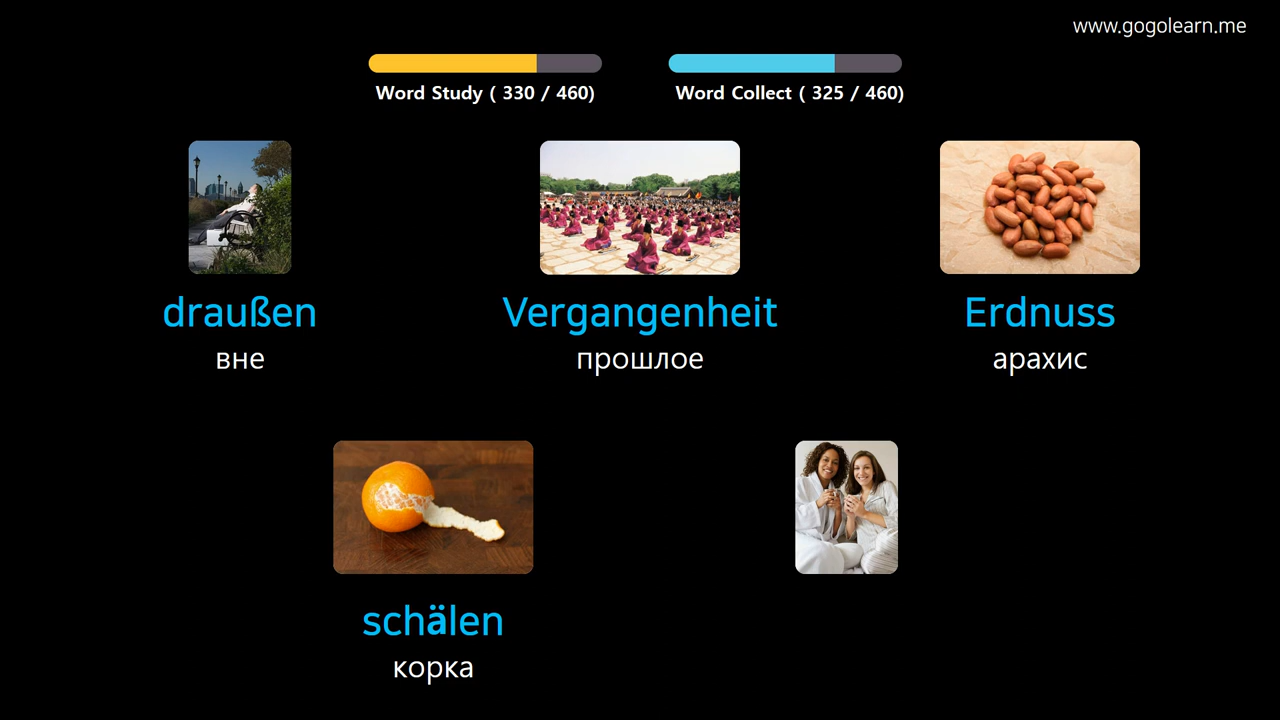 www.gogolearn.me
Word Study ( 330 / 460)
Word Collect ( 325 / 460)
draußen
вне
Vergangenheit
прошлое
Erdnuss
арахис
schälen
корка